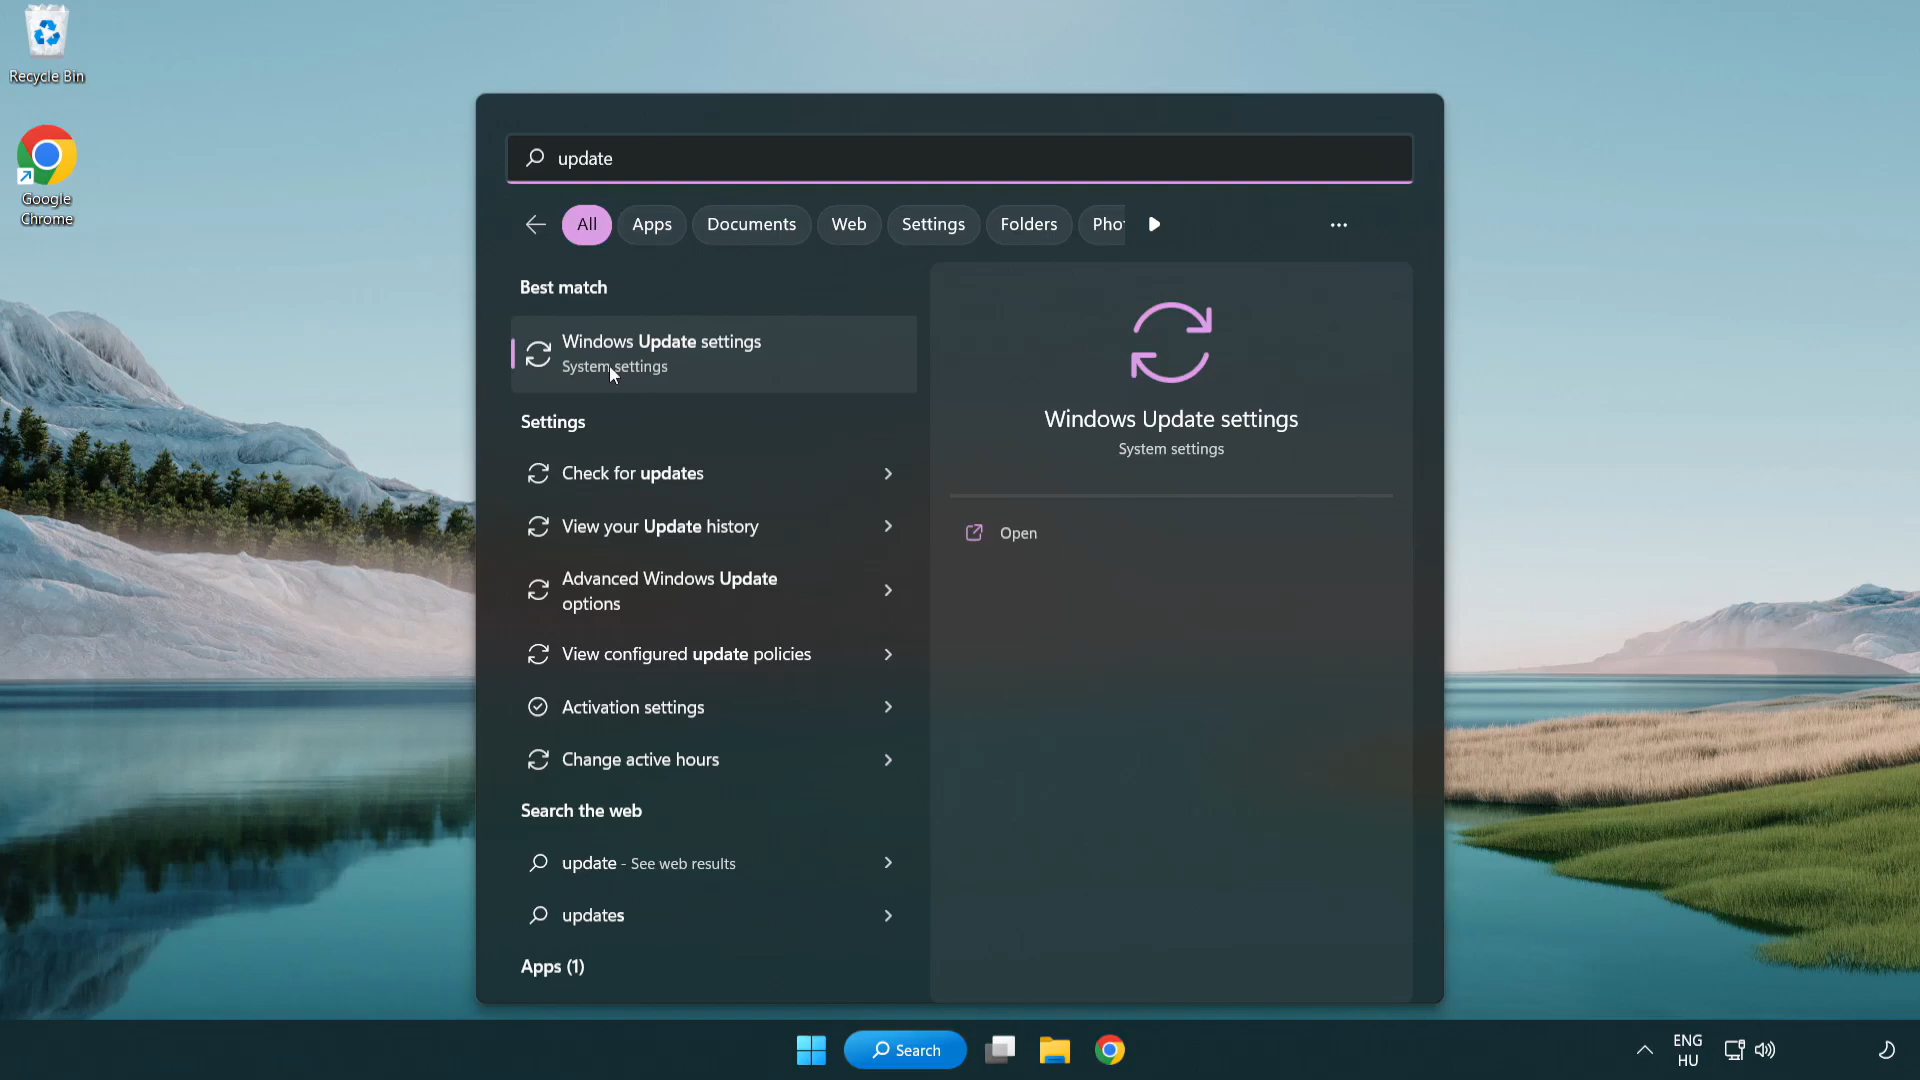 Recycle Bin
Google
Chrome
update
All
Apps
Documents
Web
Settings
Folders
Pho
Best match
Windows Update settings
System settings
Settings
Check for updates
View your Update history
Advanced Windows Update
options
View configured update policies
Activation settings
Change active hours
Search the web
update - See web results
updates
Apps (1)
Windows Update settings
System settings
Open
Search
ENG
HU